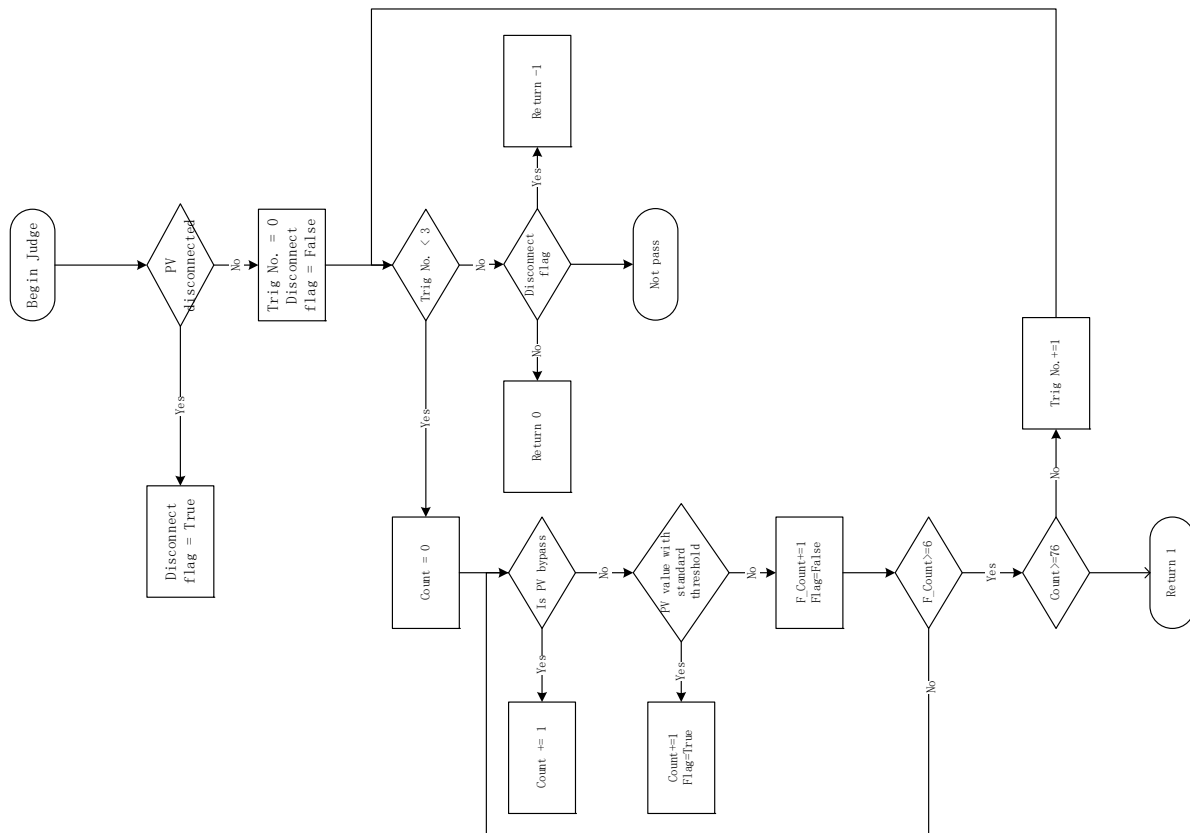 Begin Judge
PV
disconnected
Yes
Disconnect
flag = True
No
Trig No. = 0
Disconnect
flag = False
Trig No. < 3
No
Disconnect
flag
Yes
Return -1
Not pass
No
Return 0
Yes
Count = 0
Is PV bypass
Yes
Count += 1
No
PV value with
standard
threshold
Yes
Count+=1
Flag=True
No
F_Count+=1
Flag=False
F_Count>=6
No
Yes
Count>=76
No
Trig No.+=1
Return 1